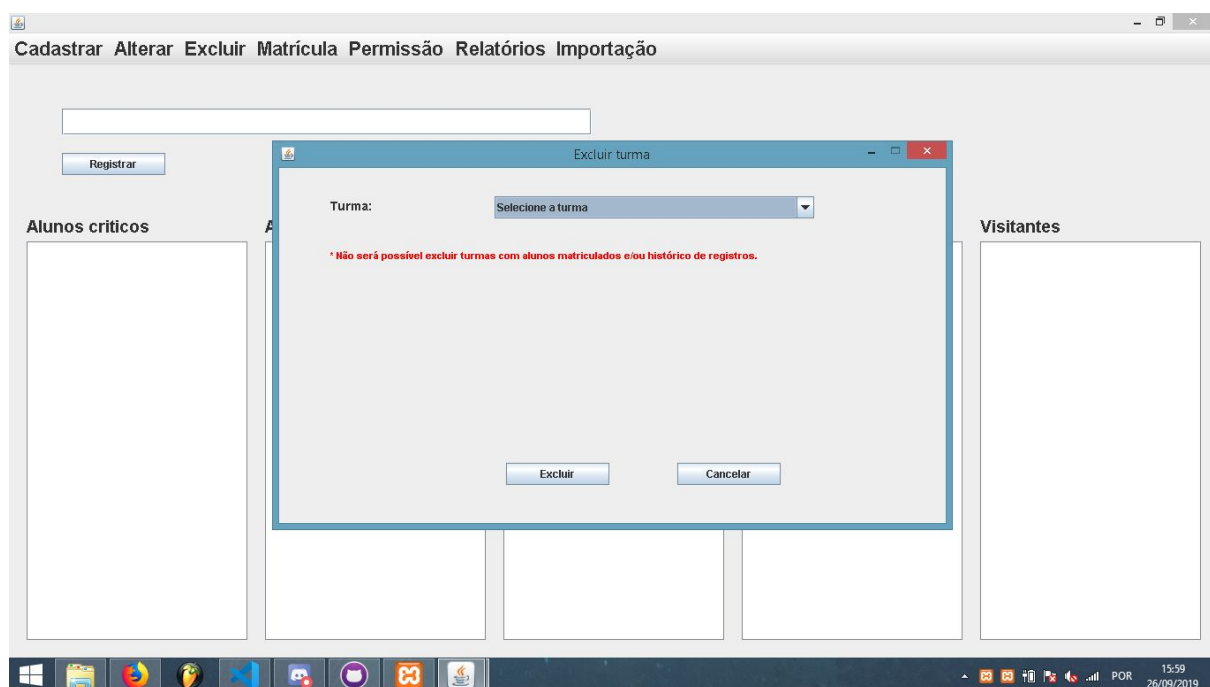 Cadastrar Alterar Excluir Matrícula Permissão Relatórios Importação
Registrar
Excluir turma
Turma:
Selecione a turma
Alunos criticos
Visitantes
* Não será possível excluir turmas com alunos matriculados e/ou histórico de registros.
Excluir
Cancelar
POR
15:59
26/09/2019